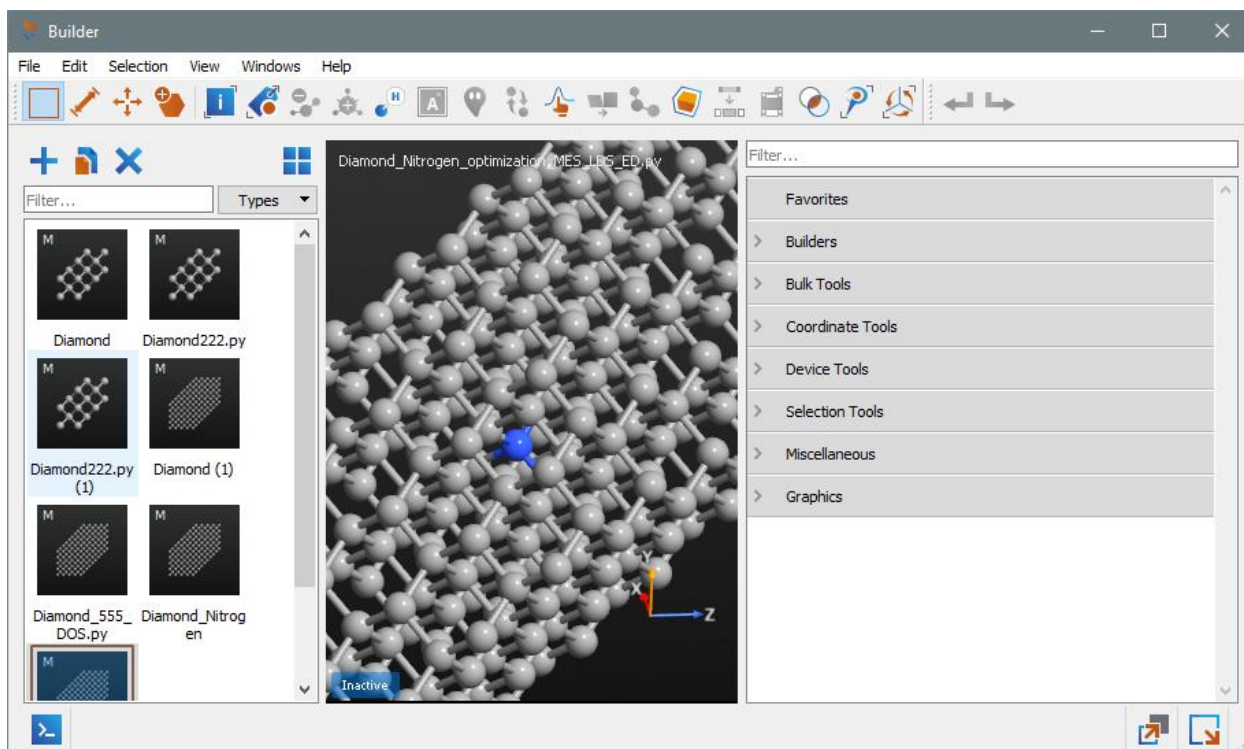 Builder
File Edit Selection View Windows Help
i
H
A
Filter...
Types
M
M
Diamond
Diamond222.py
M
M
Diamond222.py
(1)
Diamond (1)
M
M
Diamond_555_
DOS.py
Diamond_Nitrog
en
M
Diamond_Nitrogen_optimization_MES_LDS_ED.py
Y
X
Z
Inactive
Filter...
Favorites
Builders
Bulk Tools
Coordinate Tools
Device Tools
Selection Tools
Miscellaneous
Graphics